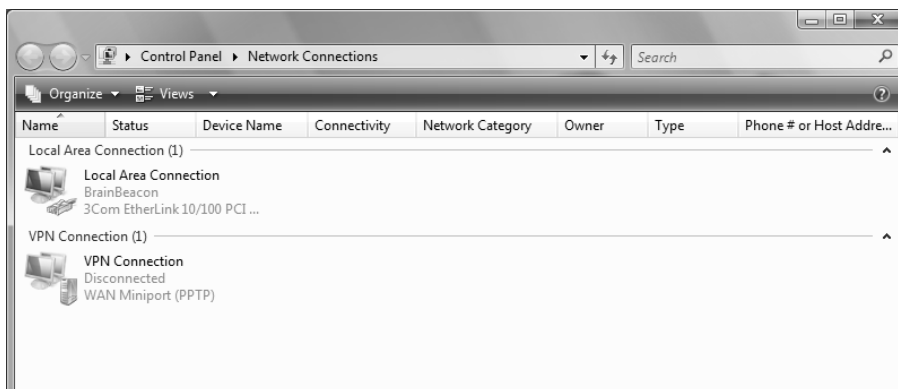 Control Panel Network Connections Search
Organize Views
Name Status Device Name Connectivity Network Category Owner Type Phone # or Host Addre...
Local Area Connection (1)
Local Area Connection
BrainBeacon
3Com EtherLink 10/100 PCI ...
VPN Connection (1)
VPN Connection
Disconnected
WAN Miniport (PPTP)